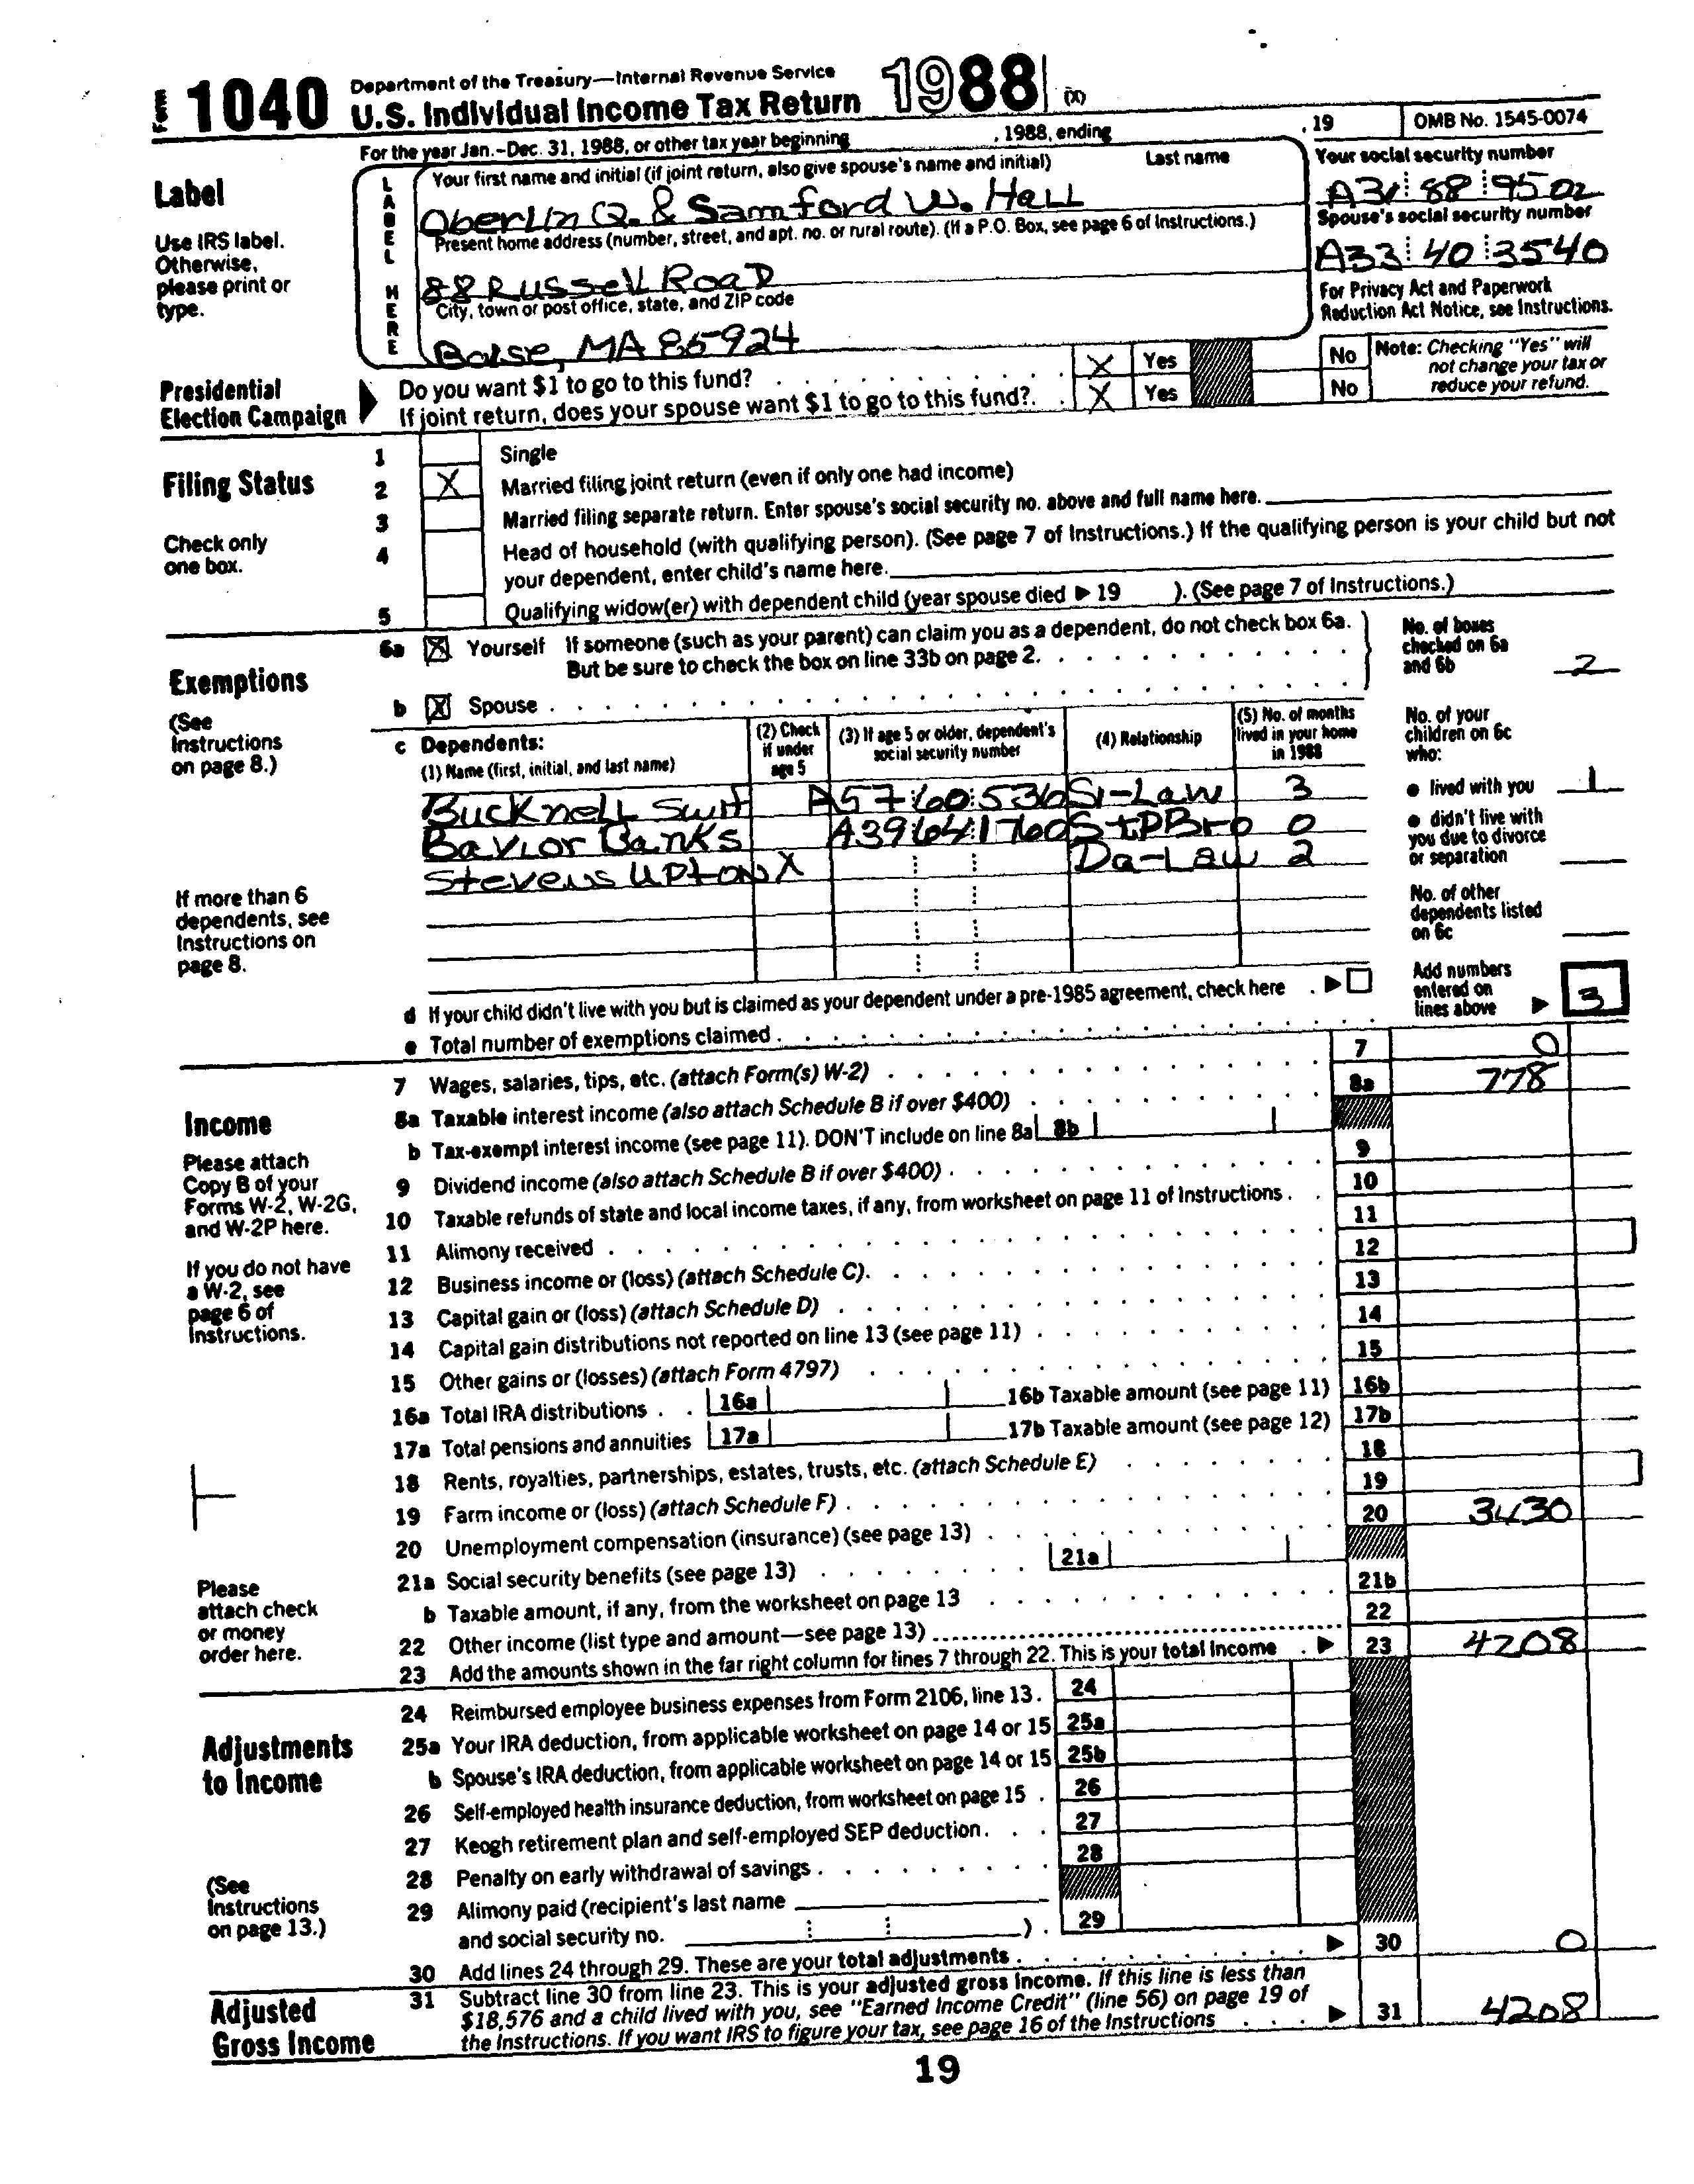 Form 1040 Department of the Treasury—Internal Revenue Service
U.S. Individual Income Tax Return 1988 (X)
For the year Jan.–Dec. 31, 1988, or other tax year beginning , 1988, ending , 19 OMB No. 1545-0074
Label
Use IRS label.
Otherwise,
please print or
type.
LABEL HERE
Your first name and initial (if joint return, also give spouse's name and initial) Last name
Oberlin Q. & Samford W. Hall
Present home address (number, street, and apt. no. or rural route). (If a P.O. Box, see page 6 of Instructions.)
88 Russell Road
City, town or post office, state, and ZIP code
Boise, MA 85924
Your social security number
A31 88 9502
Spouse's social security number
A33 40 3540
For Privacy Act and Paperwork
Reduction Act Notice, see Instructions.
Presidential
Election Campaign
Do you want $1 to go to this fund? X Yes No
If joint return, does your spouse want $1 to go to this fund? X Yes No
Note: Checking "Yes" will
not change your tax or
reduce your refund.
Filing Status
Check only
one box.
1 Single
2 X Married filing joint return (even if only one had income)
3 Married filing separate return. Enter spouse's social security no. above and full name here.
4 Head of household (with qualifying person). (See page 7 of Instructions.) If the qualifying person is your child but not
your dependent, enter child's name here.
5 Qualifying widow(er) with dependent child (year spouse died ▶ 19 ). (See page 7 of Instructions.)
Exemptions
(See
Instructions
on page 8.)
If more than 6
dependents, see
Instructions on
page 8.
6a X Yourself If someone (such as your parent) can claim you as a dependent, do not check box 6a.
But be sure to check the box on line 33b on page 2.
b X Spouse
No. of boxes
checked on 6a
and 6b 2
c Dependents:
(1) Name (first, initial, and last name)
(2) Check
if under
age 5
(3) If age 5 or older, dependent's
social security number
(4) Relationship
(5) No. of months
lived in your home
in 1988
Bucknell Swift A57 60 536 Si-Law 3
Baylor Banks A39 64 1760 StPBro 0
Stevens Upton X Da-Law 2
No. of your
children on 6c
who:
● lived with you 1
● didn't live with
you due to divorce
or separation
No. of other
dependents listed
on 6c
Add numbers
entered on
lines above ▶ 3
d If your child didn't live with you but is claimed as your dependent under a pre-1985 agreement, check here ▶
e Total number of exemptions claimed
Income
Please attach
Copy B of your
Forms W-2, W-2G,
and W-2P here.
If you do not have
a W-2, see
page 6 of
Instructions.
Please
attach check
or money
order here.
7 Wages, salaries, tips, etc. (attach Form(s) W-2) 7 0
8a Taxable interest income (also attach Schedule B if over $400) 8a 778
b Tax-exempt interest income (see page 11). DON'T include on line 8a 8b
9 Dividend income (also attach Schedule B if over $400) 9
10 Taxable refunds of state and local income taxes, if any, from worksheet on page 11 of Instructions 10
11 Alimony received 11
12 Business income or (loss) (attach Schedule C) 12
13 Capital gain or (loss) (attach Schedule D) 13
14 Capital gain distributions not reported on line 13 (see page 11) 14
15 Other gains or (losses) (attach Form 4797) 15
16a Total IRA distributions 16a 16b Taxable amount (see page 11) 16b
17a Total pensions and annuities 17a 17b Taxable amount (see page 12) 17b
18 Rents, royalties, partnerships, estates, trusts, etc. (attach Schedule E) 18
19 Farm income or (loss) (attach Schedule F) 19
20 Unemployment compensation (insurance) (see page 13) 20 3430
21a Social security benefits (see page 13) 21a
b Taxable amount, if any, from the worksheet on page 13 21b
22 Other income (list type and amount—see page 13) 22
23 Add the amounts shown in the far right column for lines 7 through 22. This is your total income ▶ 23 4208
Adjustments
to Income
(See
Instructions
on page 13.)
24 Reimbursed employee business expenses from Form 2106, line 13 24
25a Your IRA deduction, from applicable worksheet on page 14 or 15 25a
b Spouse's IRA deduction, from applicable worksheet on page 14 or 15 25b
26 Self-employed health insurance deduction, from worksheet on page 15 26
27 Keogh retirement plan and self-employed SEP deduction 27
28 Penalty on early withdrawal of savings 28
29 Alimony paid (recipient's last name
and social security no. ) 29
30 Add lines 24 through 29. These are your total adjustments ▶ 30 0
Adjusted
Gross Income
31 Subtract line 30 from line 23. This is your adjusted gross income. If this line is less than
$18,576 and a child lived with you, see "Earned Income Credit" (line 56) on page 19 of
the Instructions. If you want IRS to figure your tax, see page 16 of the Instructions ▶ 31 4208
19